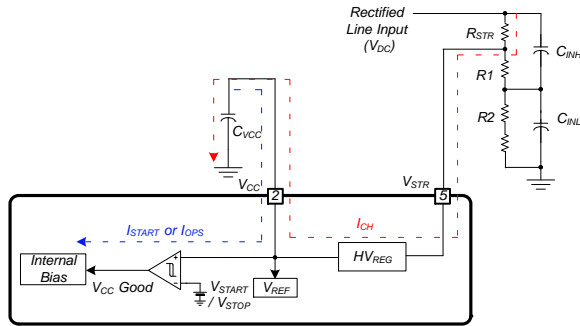 Rectified
Line Input
(VDC)
RSTR
R1
R2
CINH
CINL
CVCC
VCC
2
VSTR
5
ISTART or IOPS
ICH
Internal
Bias
VCC Good
VSTART
/ VSTOP
VREF
HVREG